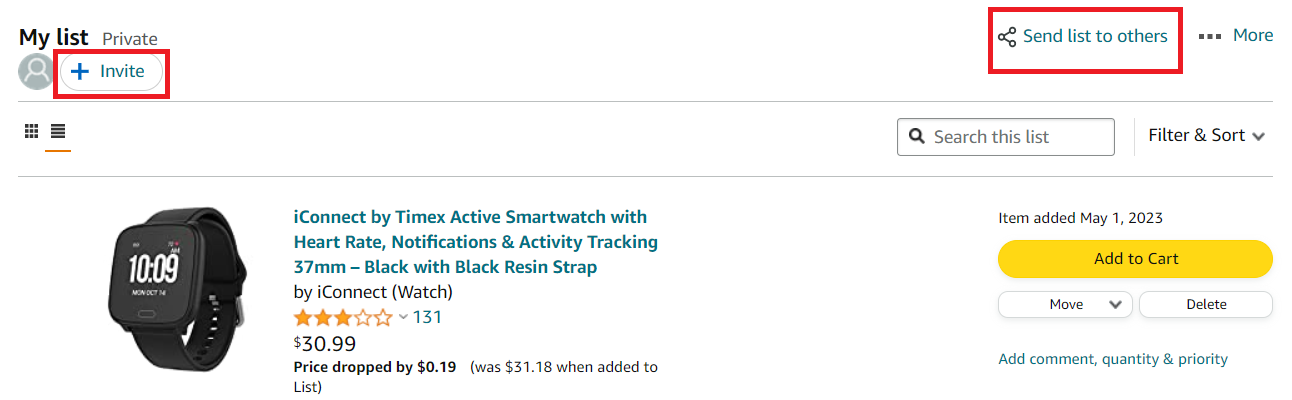 My list Private
Send list to others
More
Invite
Search this list
Filter & Sort
iConnect by Timex Active Smartwatch with
Heart Rate, Notifications & Activity Tracking
37mm – Black with Black Resin Strap
by iConnect (Watch)
131
$30.99
Price dropped by $0.19 (was $31.18 when added to
List)
10:09
MON OCT 14
Item added May 1, 2023
Add to Cart
Move
Delete
Add comment, quantity & priority